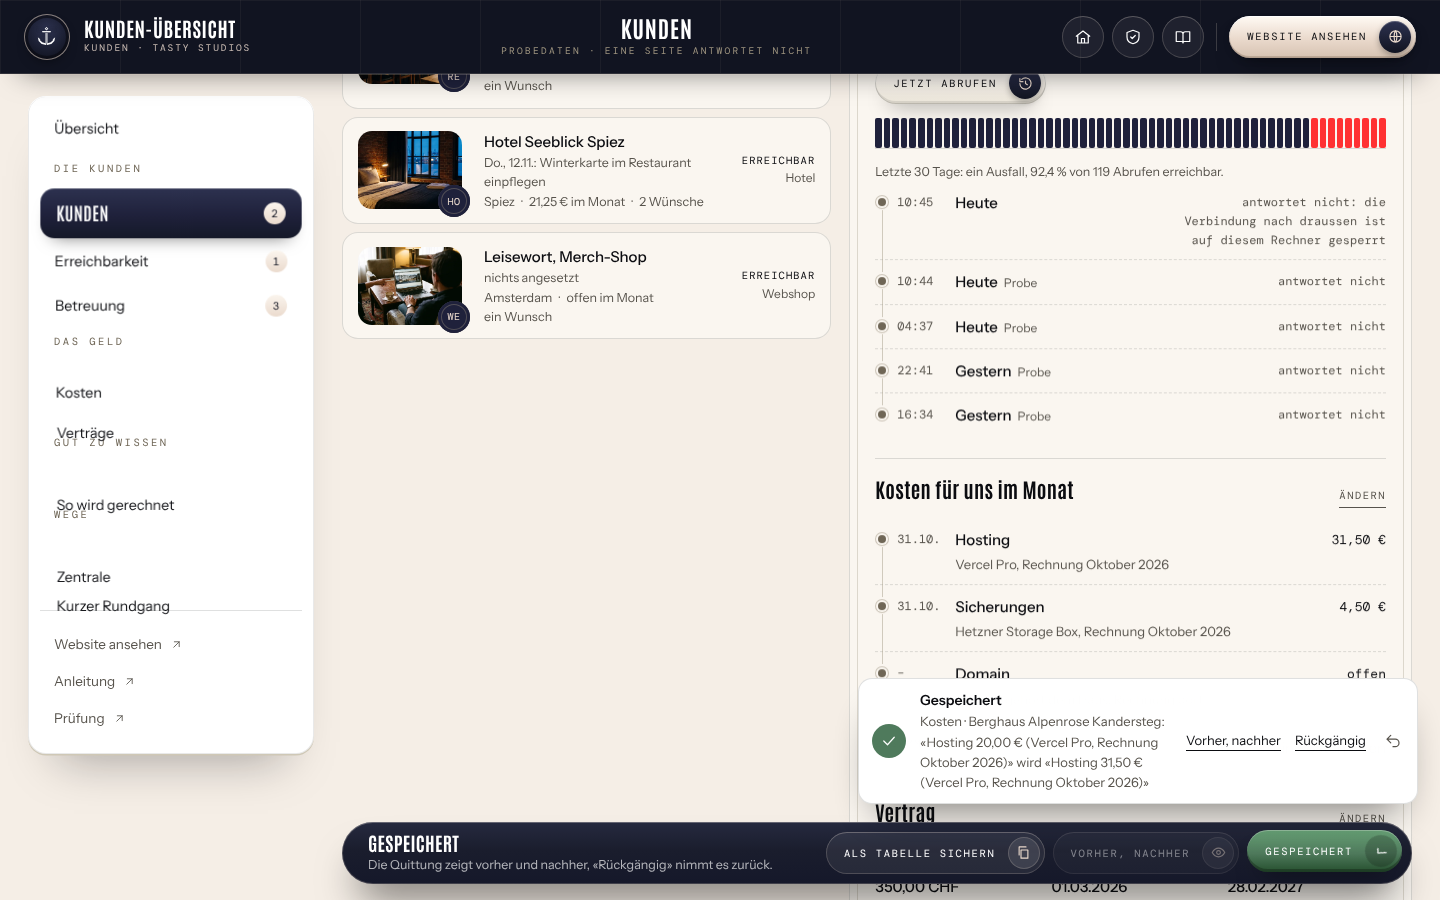 KUNDEN-ÜBERSICHT
KUNDEN · TASTY STUDIOS
KUNDEN
PROBEDATEN · EINE SEITE ANTWORTET NICHT
WEBSITE ANSEHEN
Übersicht
DIE KUNDEN
KUNDEN 2
Erreichbarkeit 1
Betreuung 3
DAS GELD
Kosten
Verträge
GUT ZU WISSEN
So wird gerechnet
WEGE
Zentrale
Kurzer Rundgang
Website ansehen
Anleitung
Prüfung
RE
ein Wunsch
HO
Hotel Seeblick Spiez
Do., 12.11.: Winterkarte im Restaurant
einpflegen
Spiez · 21,25 € im Monat · 2 Wünsche
ERREICHBAR
Hotel
WE
Leisewort, Merch-Shop
nichts angesetzt
Amsterdam · offen im Monat
ein Wunsch
ERREICHBAR
Webshop
JETZT ABRUFEN
Letzte 30 Tage: ein Ausfall, 92,4 % von 119 Abrufen erreichbar.
10:45 Heute antwortet nicht: die
Verbindung nach draussen ist
auf diesem Rechner gesperrt
10:44 Heute Probe antwortet nicht
04:37 Heute Probe antwortet nicht
22:41 Gestern Probe antwortet nicht
16:34 Gestern Probe antwortet nicht
Kosten für uns im Monat ÄNDERN
31.10. Hosting 31,50 €
Vercel Pro, Rechnung Oktober 2026
31.10. Sicherungen 4,50 €
Hetzner Storage Box, Rechnung Oktober 2026
– Domain offen
Gespeichert
Kosten · Berghaus Alpenrose Kandersteg:
«Hosting 20,00 € (Vercel Pro, Rechnung
Oktober 2026)» wird «Hosting 31,50 €
(Vercel Pro, Rechnung Oktober 2026)»
Vorher, nachher Rückgängig
Vertrag ÄNDERN
GESPEICHERT
Die Quittung zeigt vorher und nachher, «Rückgängig» nimmt es zurück.
ALS TABELLE SICHERN
VORHER, NACHHER
GESPEICHERT
350,00 CHF 01.03.2026 28.02.2027